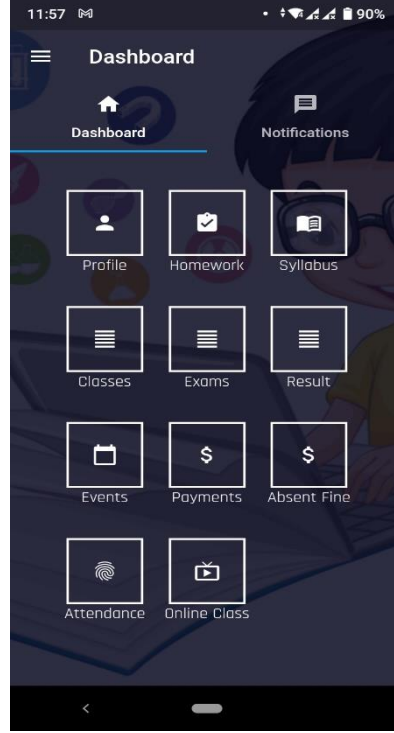 11:57 90%
Dashboard
Dashboard Notifications
Profile Homework Syllabus
Classes Exams Result
Events Payments Absent Fine
Attendance Online Class